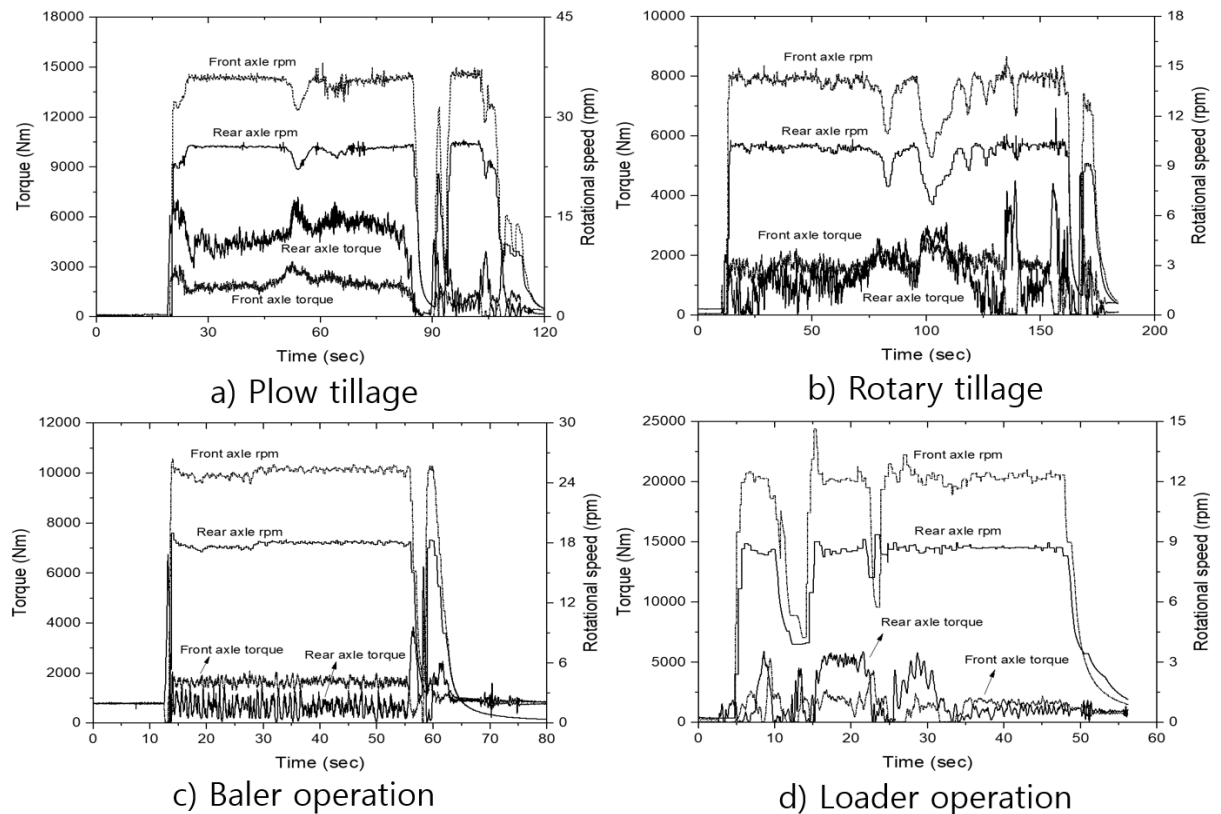 18000
15000
12000
9000
6000
3000
0
Torque (Nm)
45
30
15
0
Rotational speed (rpm)
Front axle rpm
Rear axle rpm
Rear axle torque
Front axle torque
0 30 60 90 120
Time (sec)
a) Plow tillage
10000
8000
6000
4000
2000
0
Torque (Nm)
18
15
12
9
6
3
0
Rotational speed (rpm)
Front axle rpm
Rear axle rpm
Front axle torque
Rear axle torque
0 50 100 150 200
Time (sec)
b) Rotary tillage
12000
10000
8000
6000
4000
2000
0
Torque (Nm)
30
24
18
12
6
0
Rotational speed (rpm)
Front axle rpm
Rear axle rpm
Front axle torque
Rear axle torque
0 10 20 30 40 50 60 70 80
Time (sec)
c) Baler operation
25000
20000
15000
10000
5000
0
Torque (Nm)
15
12
9
6
3
0
Rotational speed (rpm)
Front axle rpm
Rear axle rpm
Rear axle torque
Front axle torque
0 10 20 30 40 50 60
Time (sec)
d) Loader operation